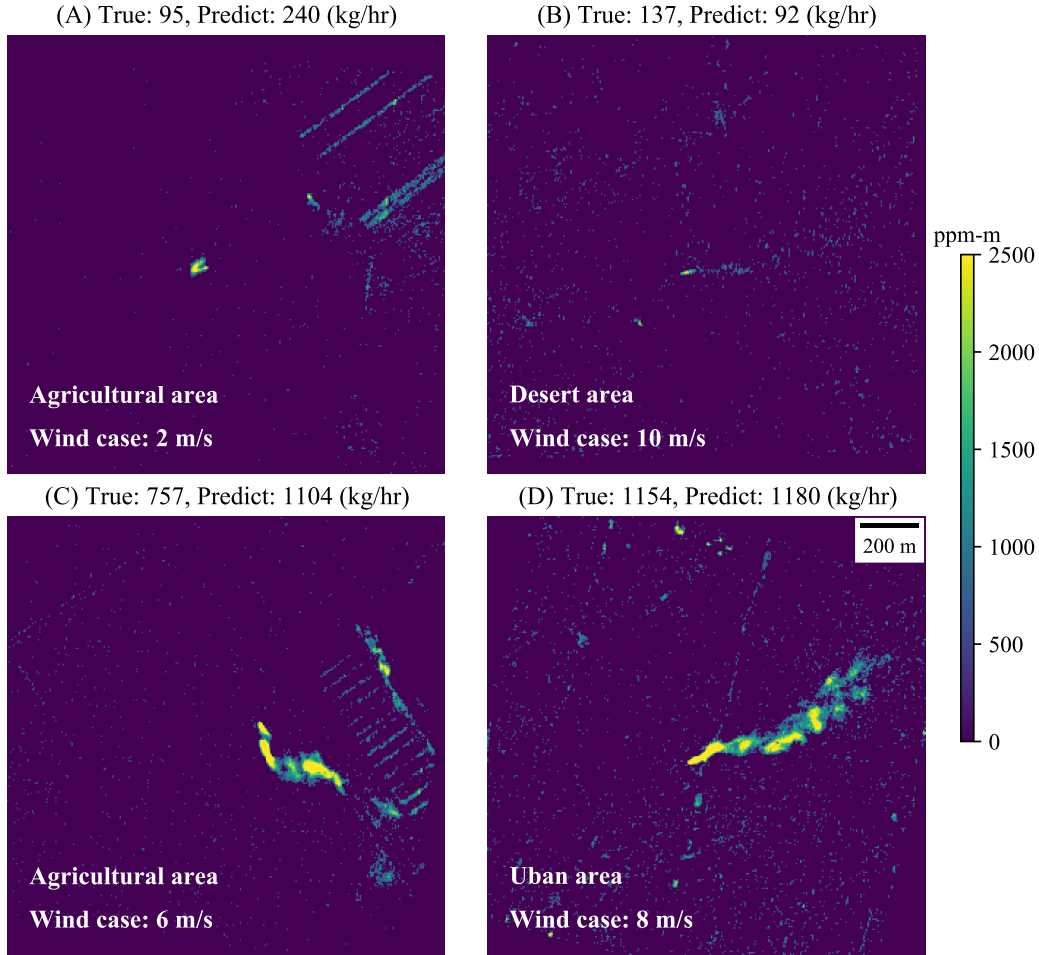 (A) True: 95, Predict: 240 (kg/hr)
(B) True: 137, Predict: 92 (kg/hr)
Agricultural area
Wind case: 2 m/s
Desert area
Wind case: 10 m/s
ppm-m
2500
2000
1500
1000
500
0
(C) True: 757, Predict: 1104 (kg/hr)
(D) True: 1154, Predict: 1180 (kg/hr)
200 m
Agricultural area
Wind case: 6 m/s
Uban area
Wind case: 8 m/s